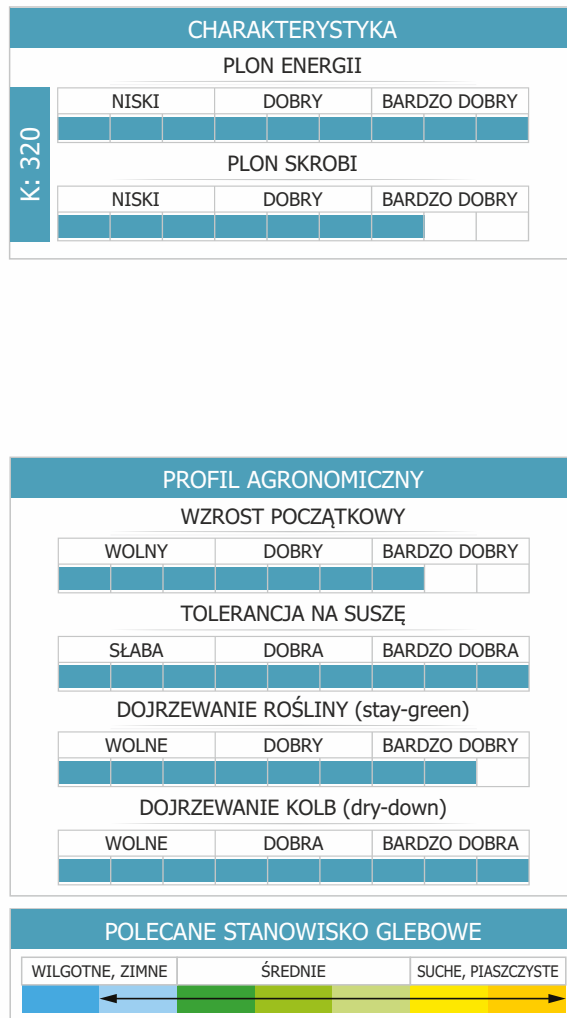 CHARAKTERYSTYKA
PLON ENERGII
NISKI DOBRY BARDZO DOBRY
K: 320
PLON SKROBI
NISKI DOBRY BARDZO DOBRY
PROFIL AGRONOMICZNY
WZROST POCZĄTKOWY
WOLNY DOBRY BARDZO DOBRY
TOLERANCJA NA SUSZĘ
SŁABA DOBRA BARDZO DOBRA
DOJRZEWANIE ROŚLINY (stay-green)
WOLNE DOBRY BARDZO DOBRY
DOJRZEWANIE KOLB (dry-down)
WOLNE DOBRA BARDZO DOBRA
POLECANE STANOWISKO GLEBOWE
WILGOTNE, ZIMNE ŚREDNIE SUCHE, PIASZCZYSTE